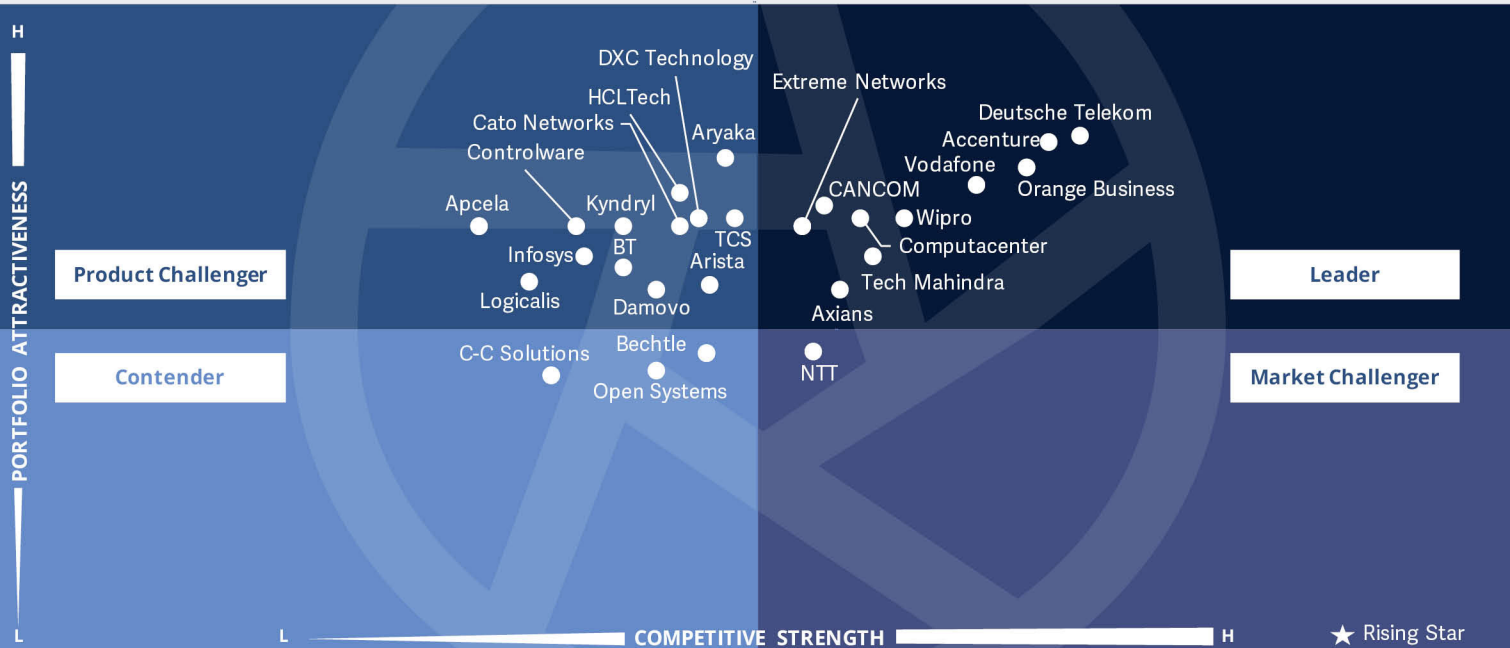 H
DXC Technology
Extreme Networks
HCLTech
Deutsche Telekom
Cato Networks
Aryaka
Accenture
Controlware
Vodafone
Orange Business
CANCOM
Apcela
Kyndryl
Wipro
TCS
BT
Computacenter
Infosys
Arista
Product Challenger
Leader
Tech Mahindra
Logicalis
Damovo
Axians
PORTFOLIO ATTRACTIVENESS
Bechtle
C-C Solutions
NTT
Contender
Market Challenger
Open Systems
L
L
COMPETITIVE STRENGTH
H
Rising Star